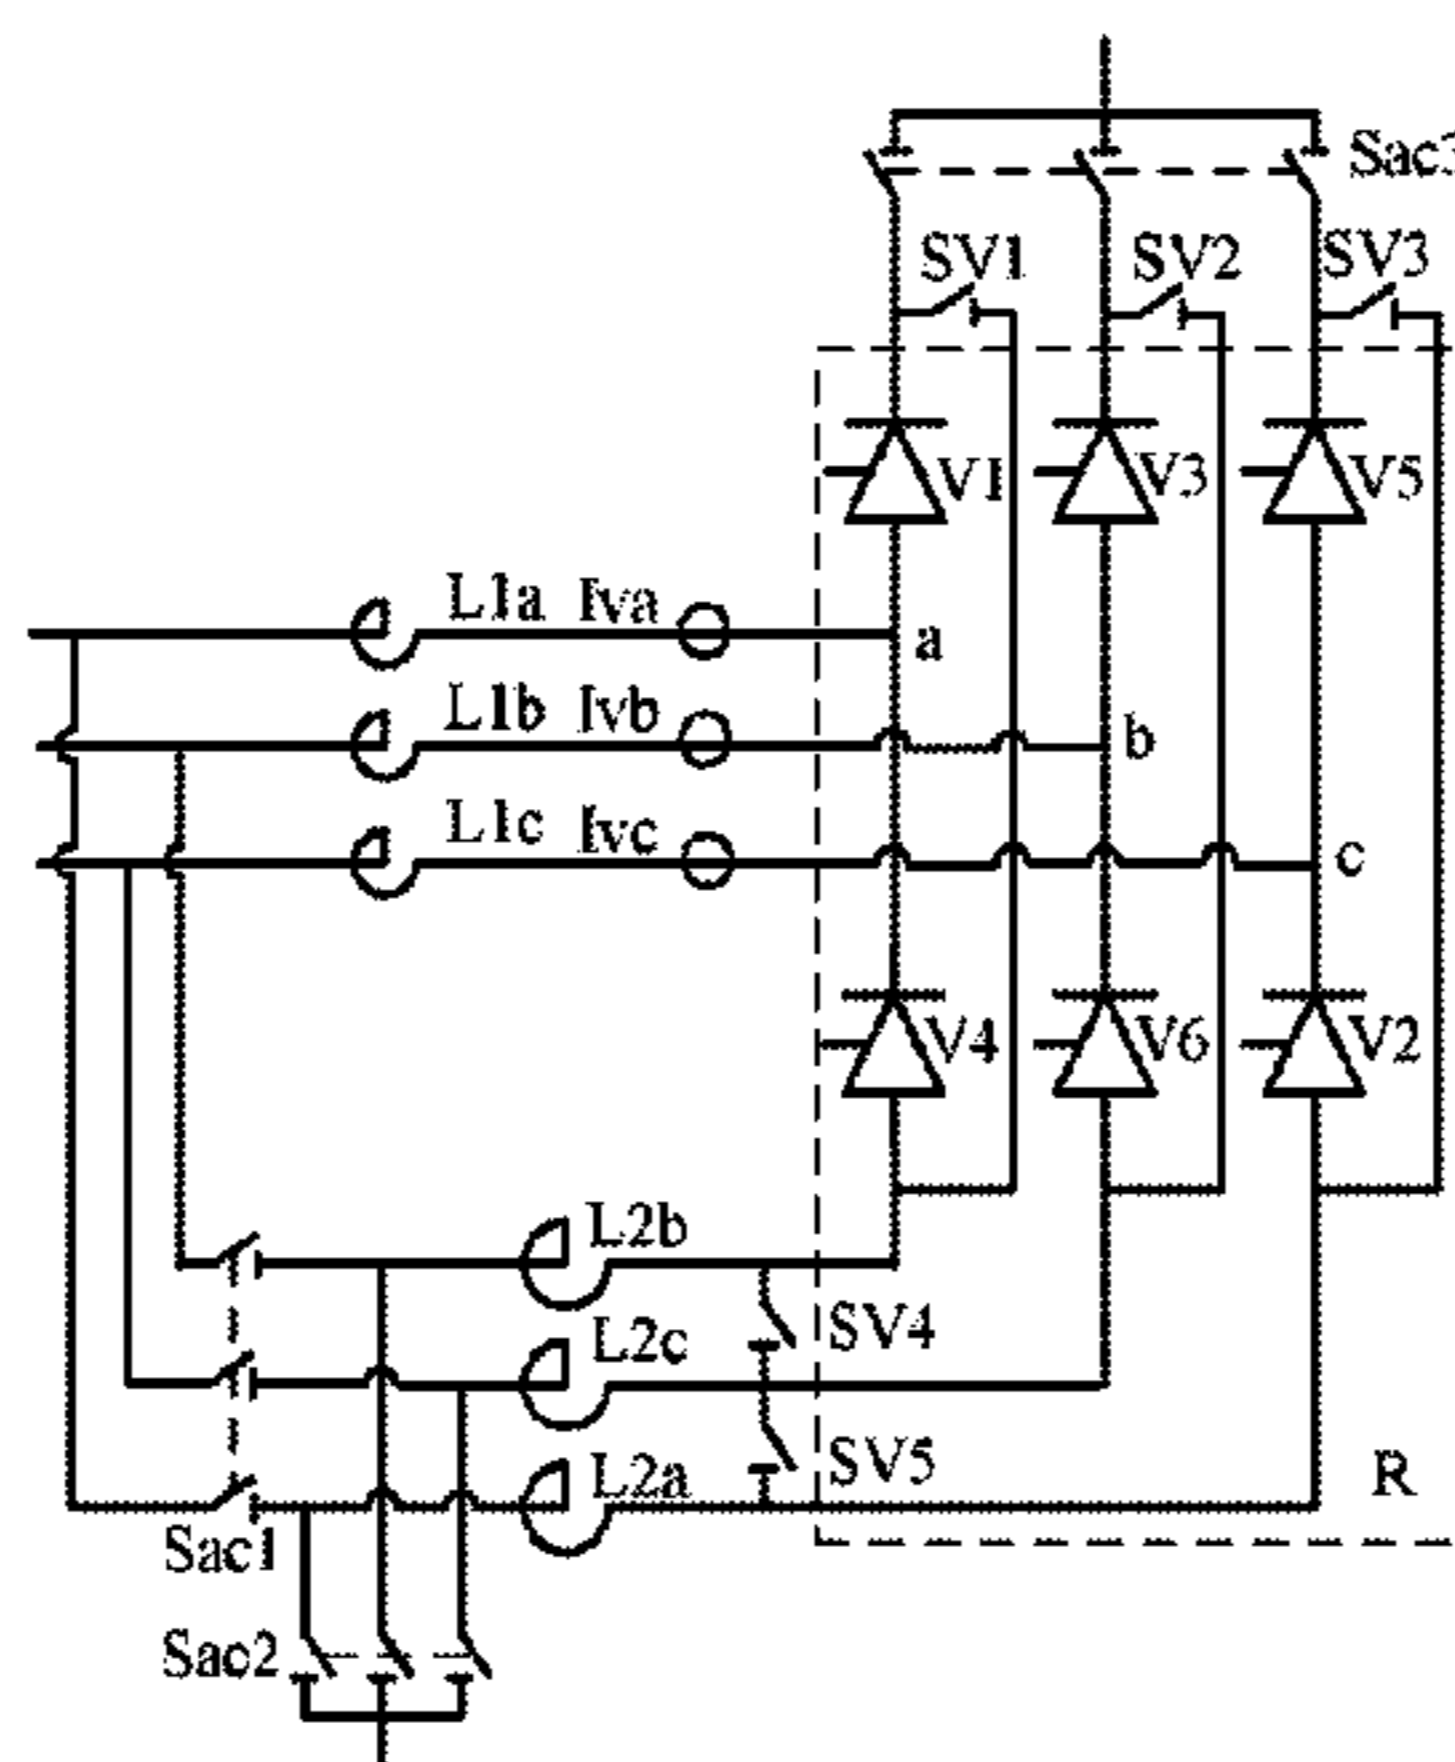 Sac3
SV1 SV2 SV3
V1 V3 V5
L1a Iva
a
L1b Ivb
b
L1c Ivc
c
V4 V6 V2
L2b
SV4
L2c
SV5
L2a
R
Sac1
Sac2